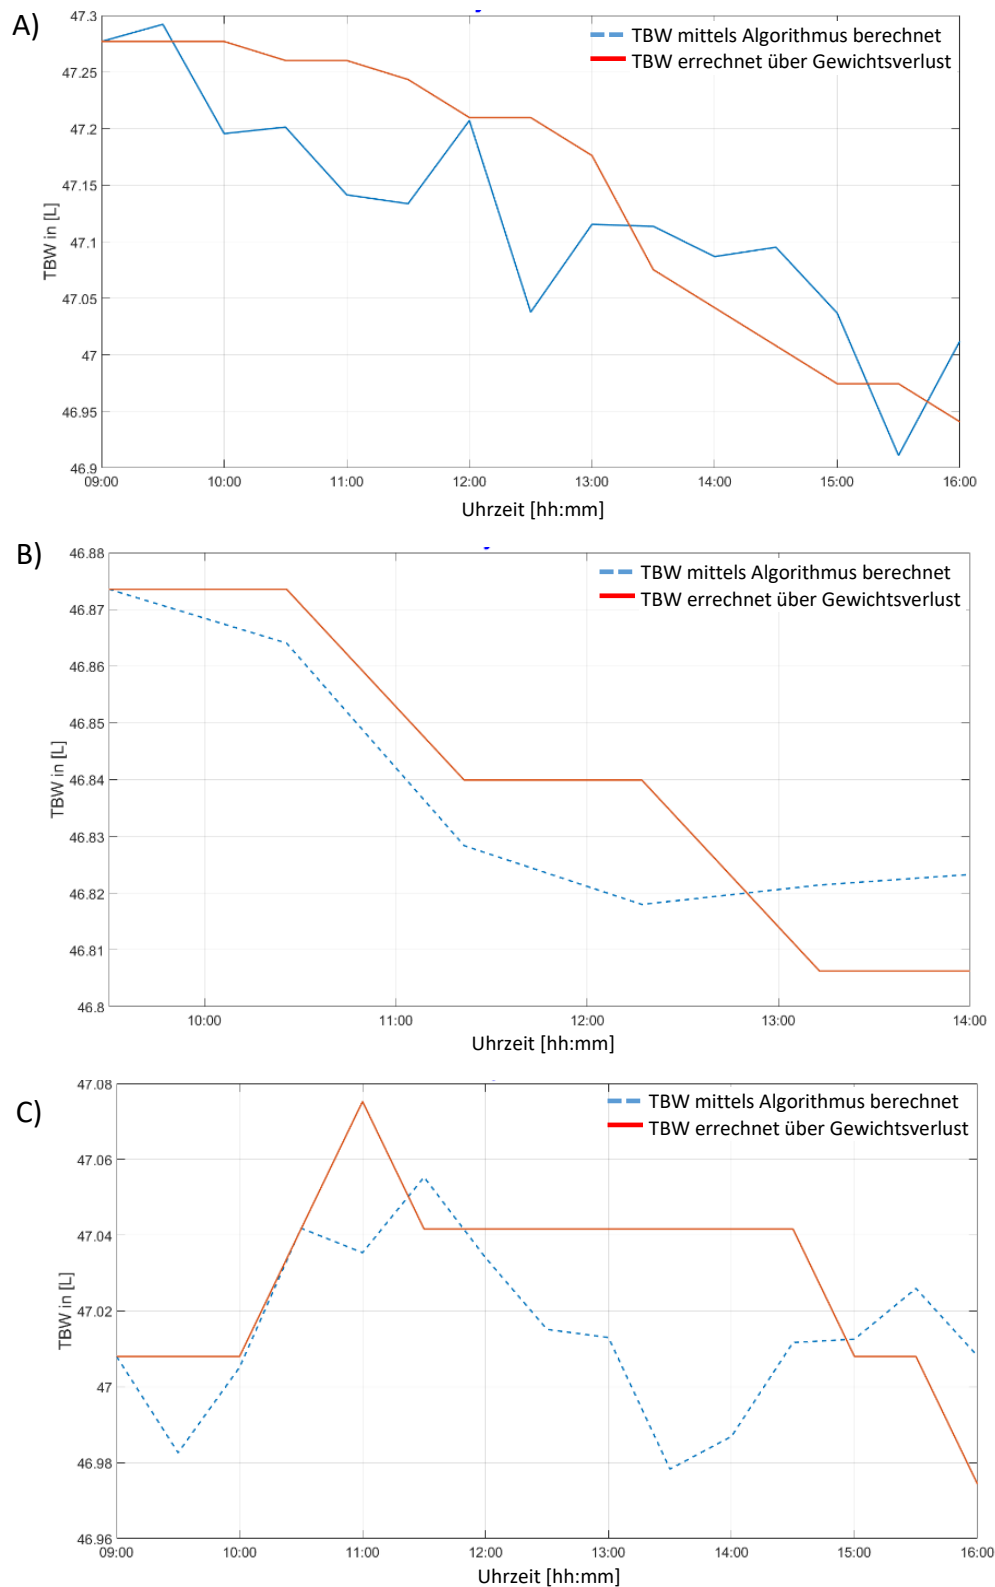 A)
TBW mittels Algorithmus berechnet
TBW errechnet über Gewichtsverlust
47.3
47.25
47.2
47.15
47.1
47.05
47
46.95
46.9
TBW in [L]
09:00 10:00 11:00 12:00 13:00 14:00 15:00 16:00
Uhrzeit [hh:mm]
B)
TBW mittels Algorithmus berechnet
TBW errechnet über Gewichtsverlust
46.88
46.87
46.86
46.85
46.84
46.83
46.82
46.81
46.8
TBW in [L]
10:00 11:00 12:00 13:00 14:00
Uhrzeit [hh:mm]
C)
TBW mittels Algorithmus berechnet
TBW errechnet über Gewichtsverlust
47.08
47.06
47.04
47.02
47
46.98
46.96
TBW in [L]
09:00 10:00 11:00 12:00 13:00 14:00 15:00 16:00
Uhrzeit [hh:mm]